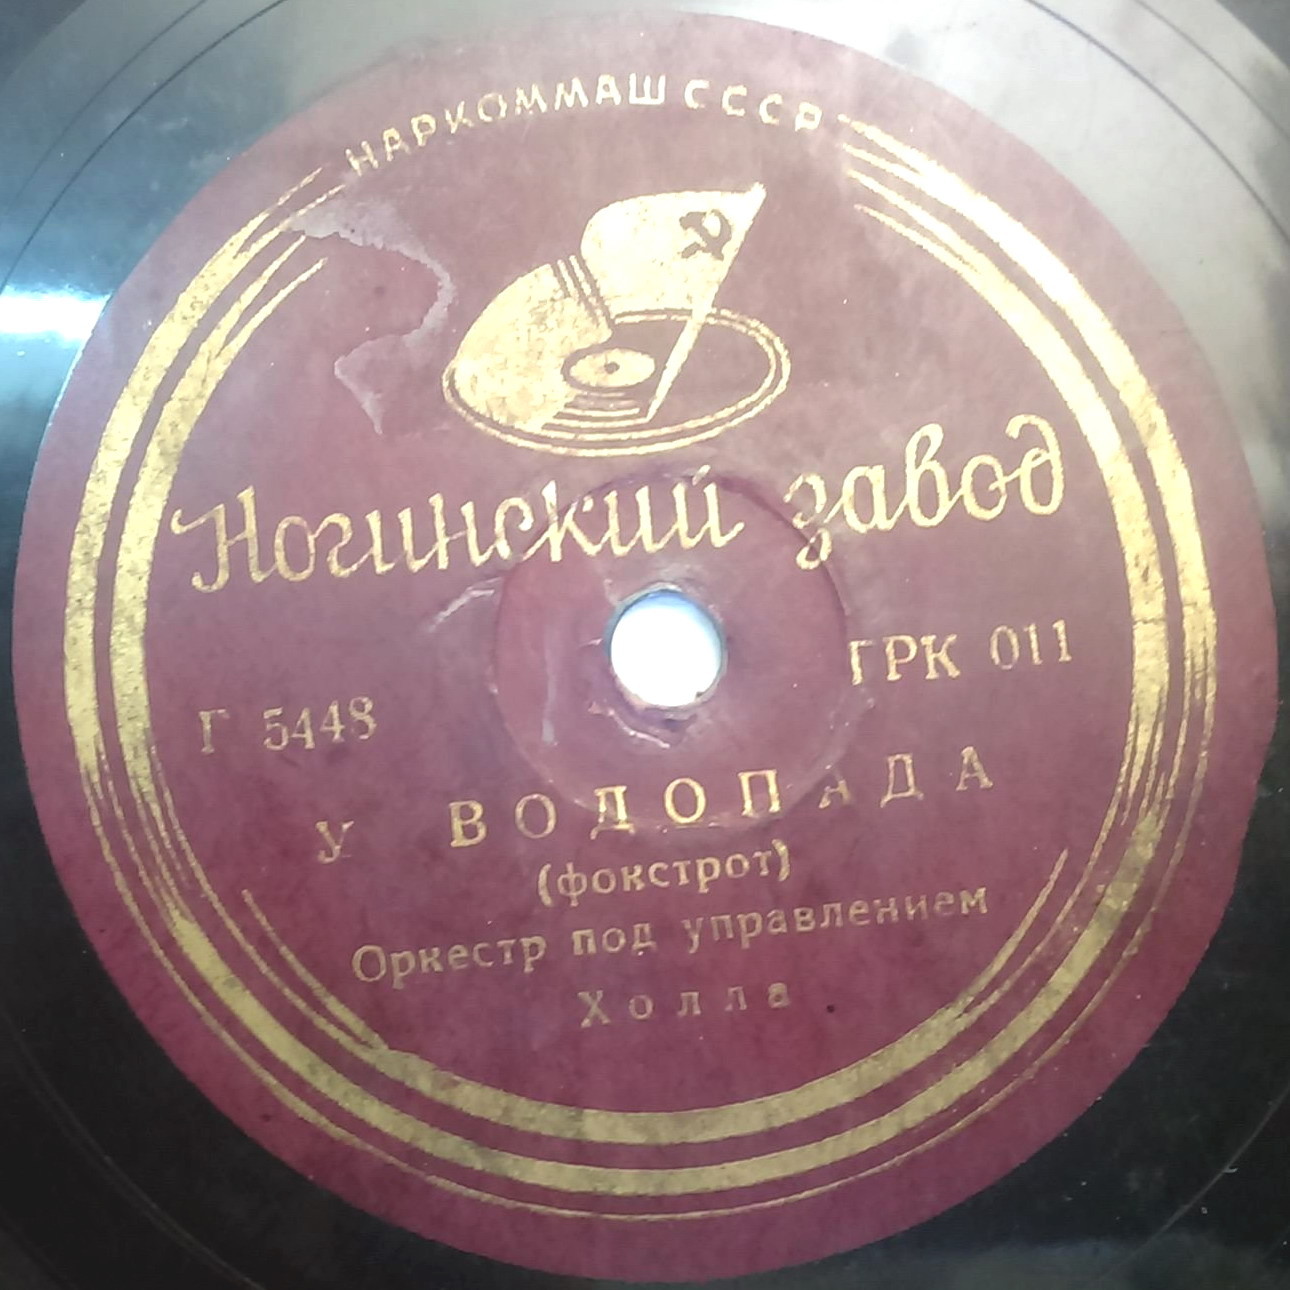 НАРКОММАШ СССР
Ногинский завод
ГРК 011
Г 5448
У ВОДОПАДА
(фокстрот)
Оркестр под управлением
Холла